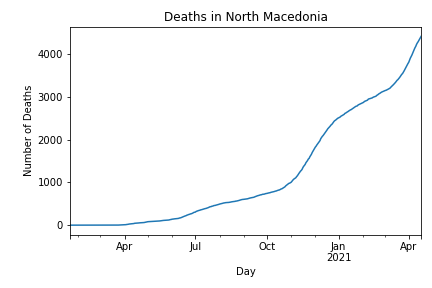 Deaths in North Macedonia
Number of Deaths
4000
3000
2000
1000
0
Apr
Jul
Oct
Jan
2021
Apr
Day